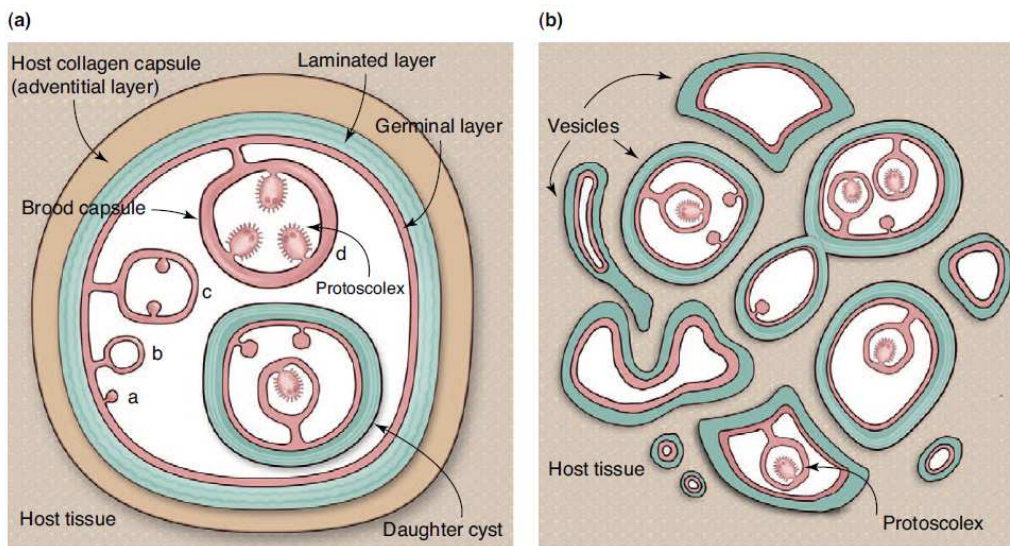 (a)
Host collagen capsule
(adventitial layer)
Laminated layer
Germinal layer
Brood capsule
d
Protoscolex
c
b
a
Host tissue
Daughter cyst
(b)
Vesicles
Host tissue
Protoscolex